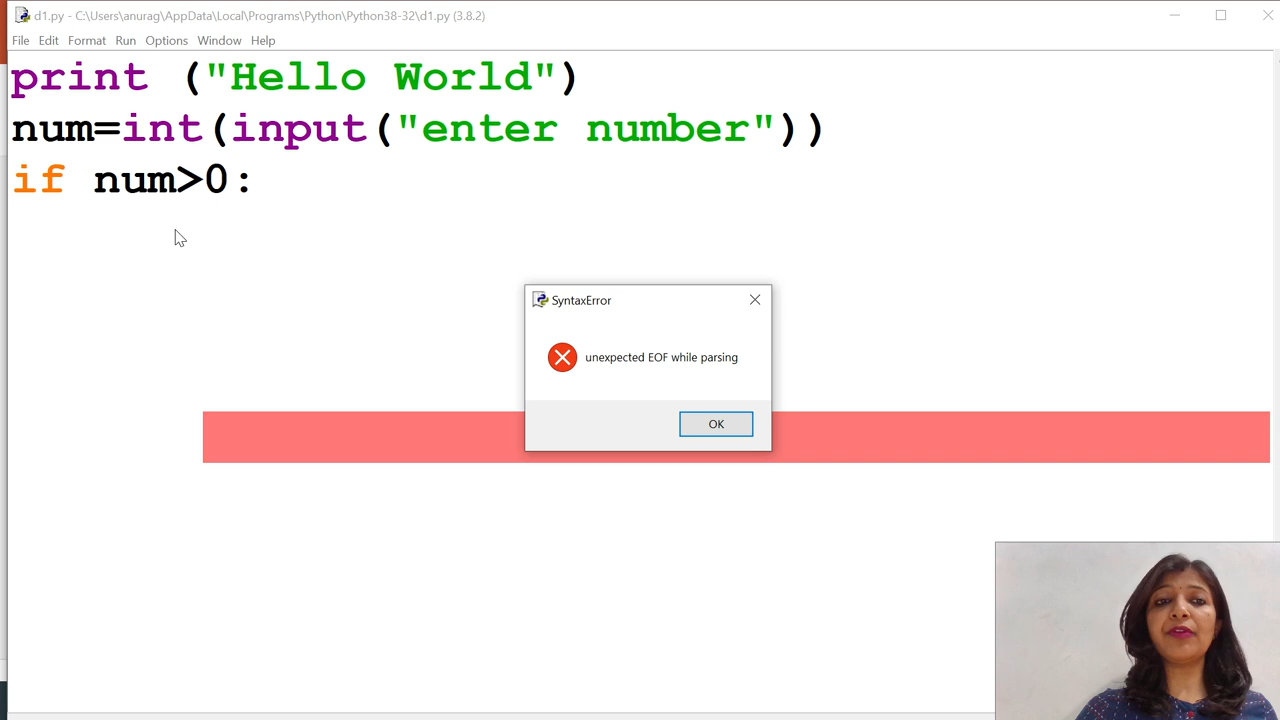 d1.py - C:\Users\anurag\AppData\Local\Programs\Python\Python38-32\d1.py (3.8.2)
File Edit Format Run Options Window Help
print ("Hello World")
num=int(input("enter number"))
if num>0:
SyntaxError
unexpected EOF while parsing
OK